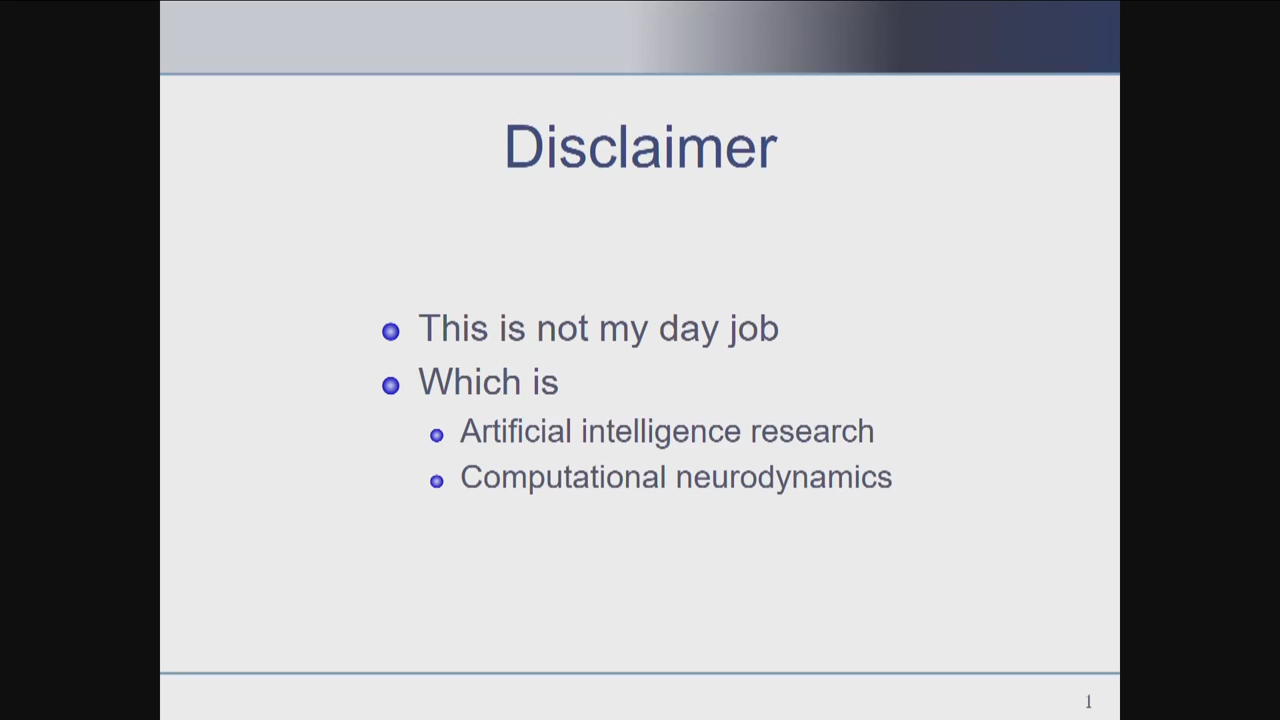 Disclaimer
This is not my day job
Which is
Artificial intelligence research
Computational neurodynamics
1